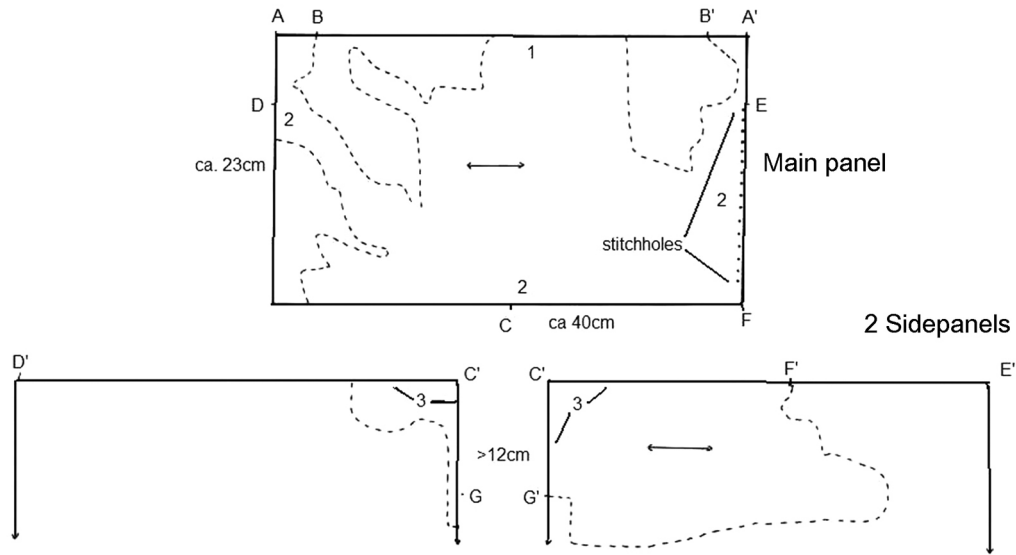 A B B' A'
1
D 2 E
ca. 23cm Main panel
2
stitchholes
2
C ca 40cm F
2 Sidepanels
D' C' C' F' E'
3 3
>12cm
G G'